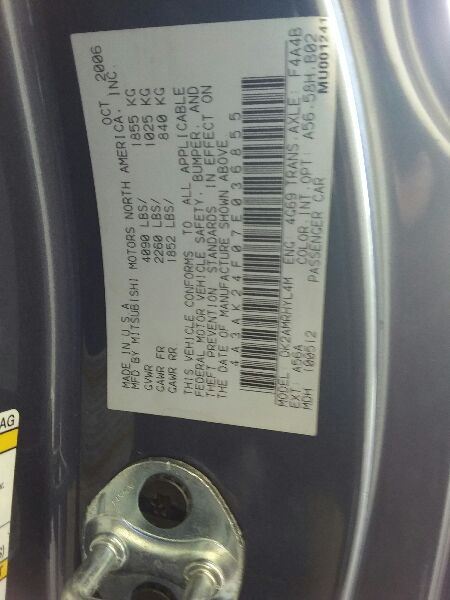 MADE IN U.S.A OCT 2006
MFD BY MITSUBISHI MOTORS NORTH AMERICA. INC.
GVWR 4090 LBS/ 1855 KG
GAWR FR 2260 LBS/ 1025 KG
GAWR RR 1852 LBS/ 840 KG
THIS VEHICLE CONFORMS TO ALL APPLICABLE
FEDERAL MOTOR VEHICLE SAFETY. BUMPER. AND
THEFT PREVENTION STANDARDS IN EFFECT ON
THE DATE OF MANUFACTURE SHOWN ABOVE
4A3AK24F07E036855
MODEL DK2AMRHYL4M ENG 4G69 TRANS AXLE: F4A4B
EXT: A56A COLOR INT.OPT: A56.58H.B02
MDH 100512 PASSENGER CAR
MU001241
AG